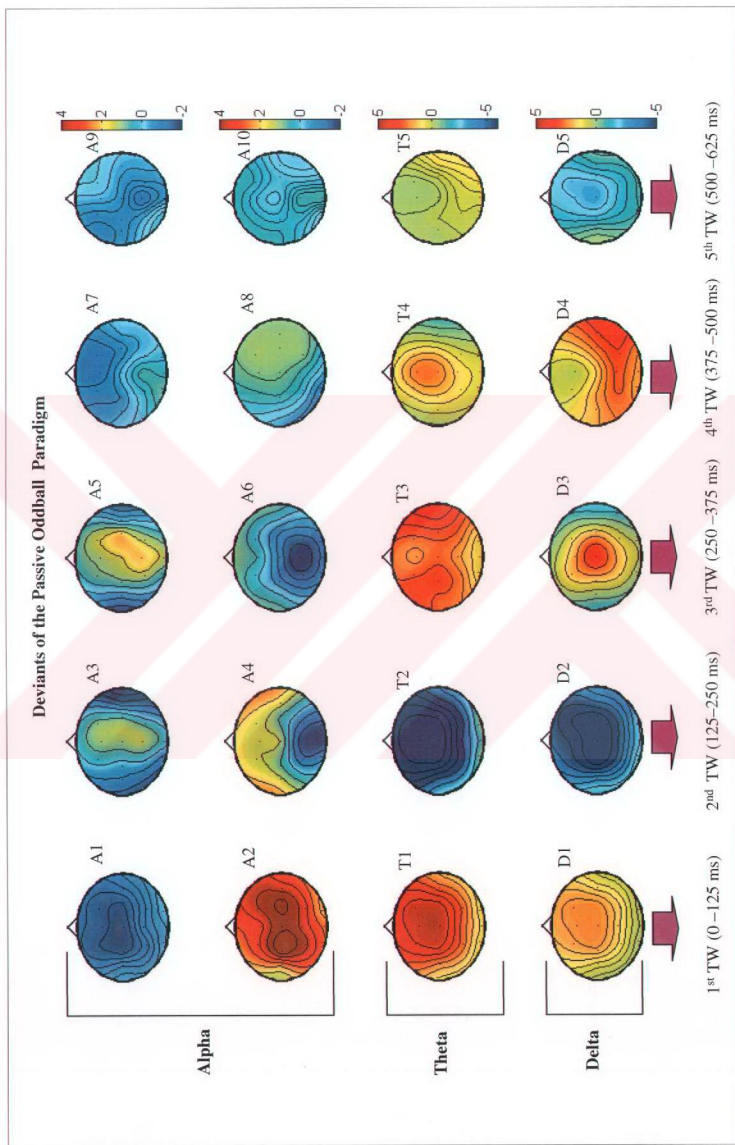 Deviants of the Passive Oddball Paradigm
Alpha
A1
A3
A5
A7
A9
4
2
0
-2
A2
A4
A6
A8
A10
4
2
0
-2
Theta
T1
T2
T3
T4
T5
5
0
-5
Delta
D1
D2
D3
D4
D5
5
0
-5
1st TW (0 –125 ms)
2nd TW (125–250 ms)
3rd TW (250 –375 ms)
4th TW (375 –500 ms)
5th TW (500 –625 ms)